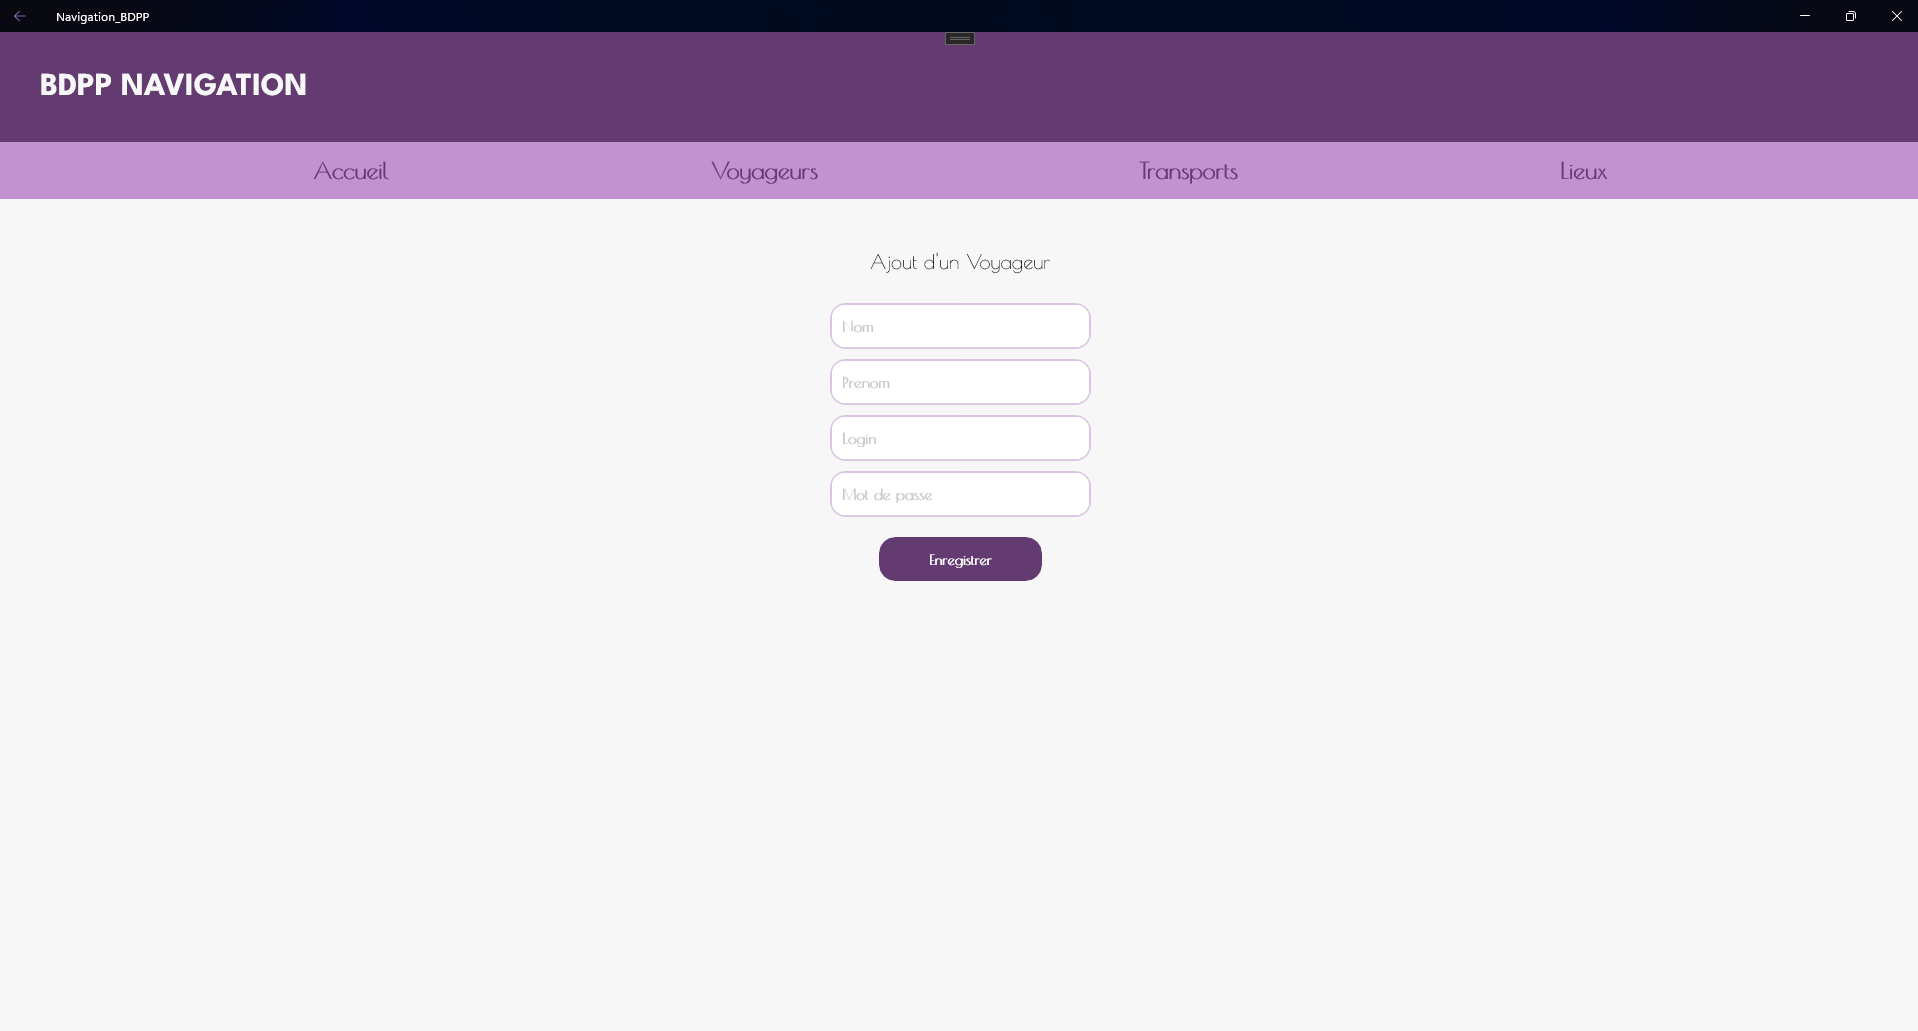 Navigation_BDPP
BDPP NAVIGATION
Accueil Voyageurs Transports Lieux
Ajout d'un Voyageur
Nom
Prenom
Login
Mot de passe
Enregistrer